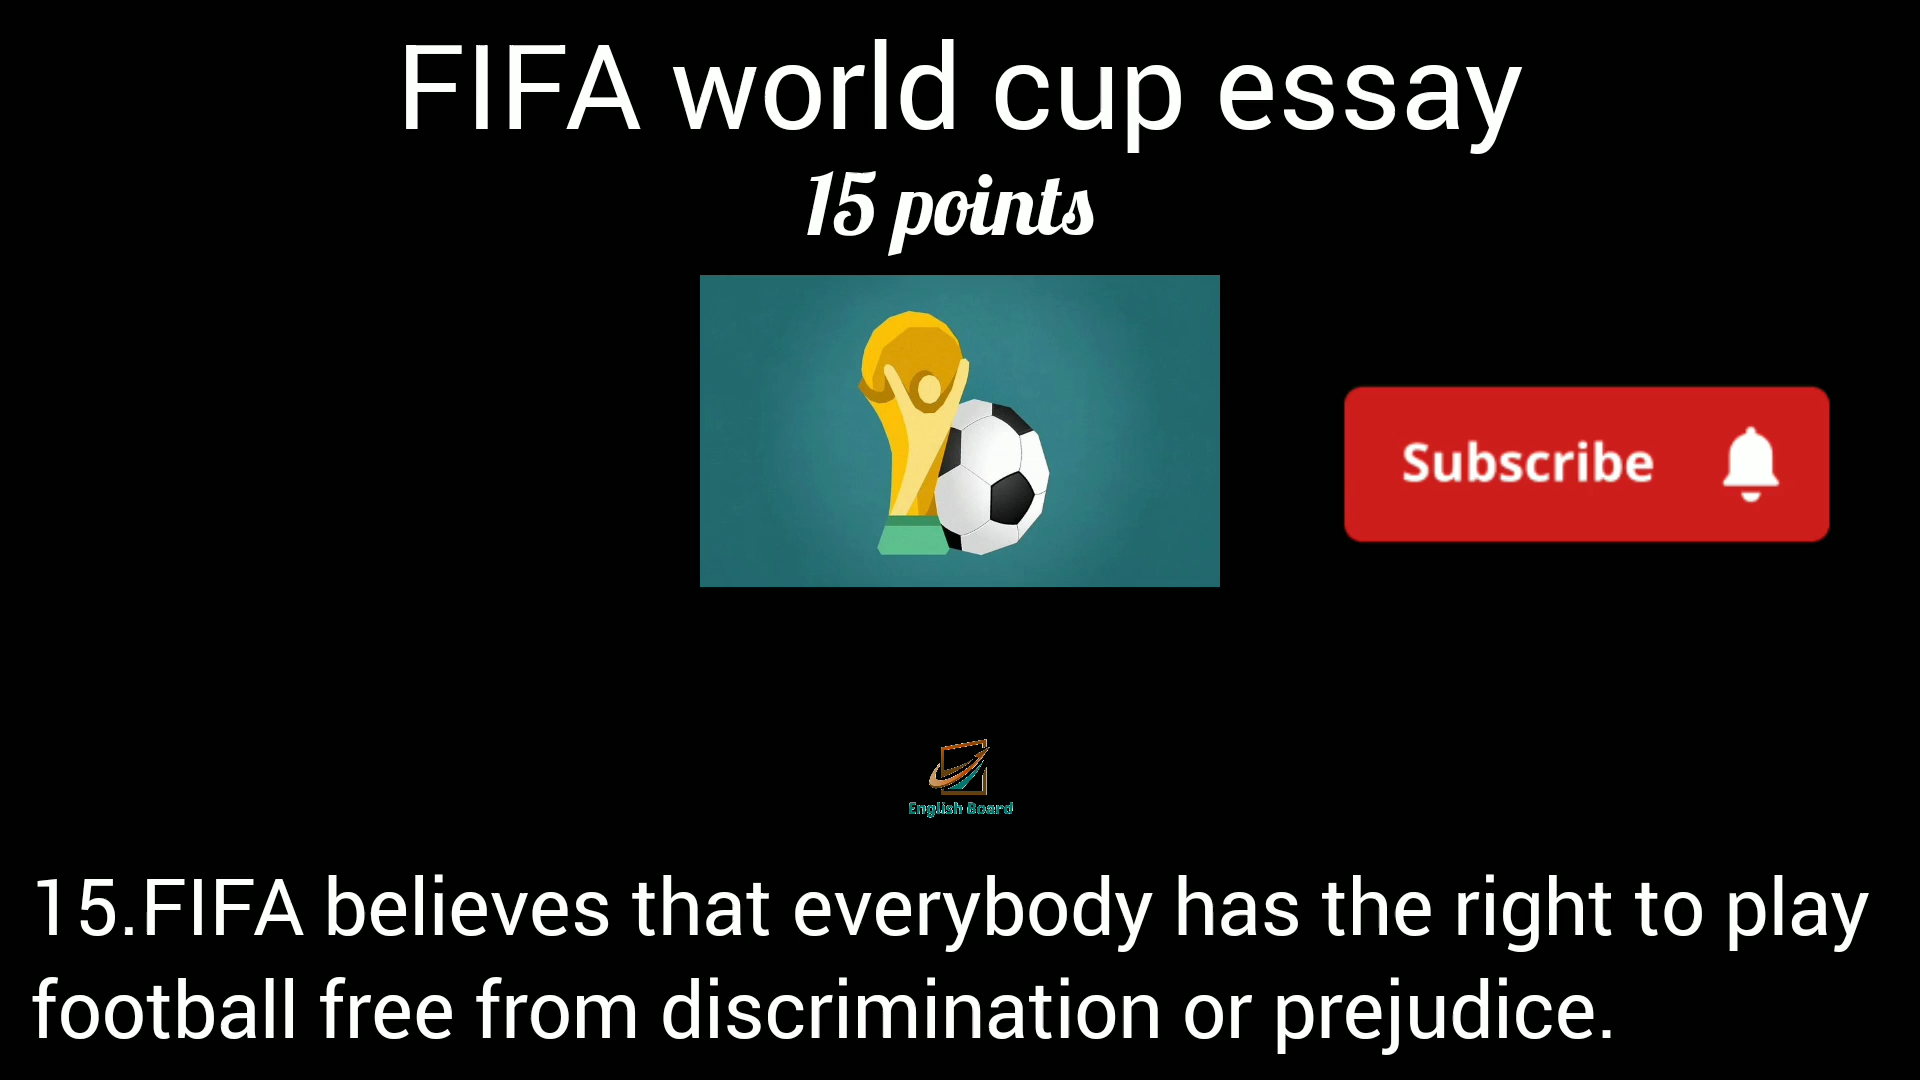 FIFA world cup essay
15 points
Subscribe
English Board
15.FIFA believes that everybody has the right to play
football free from discrimination or prejudice.